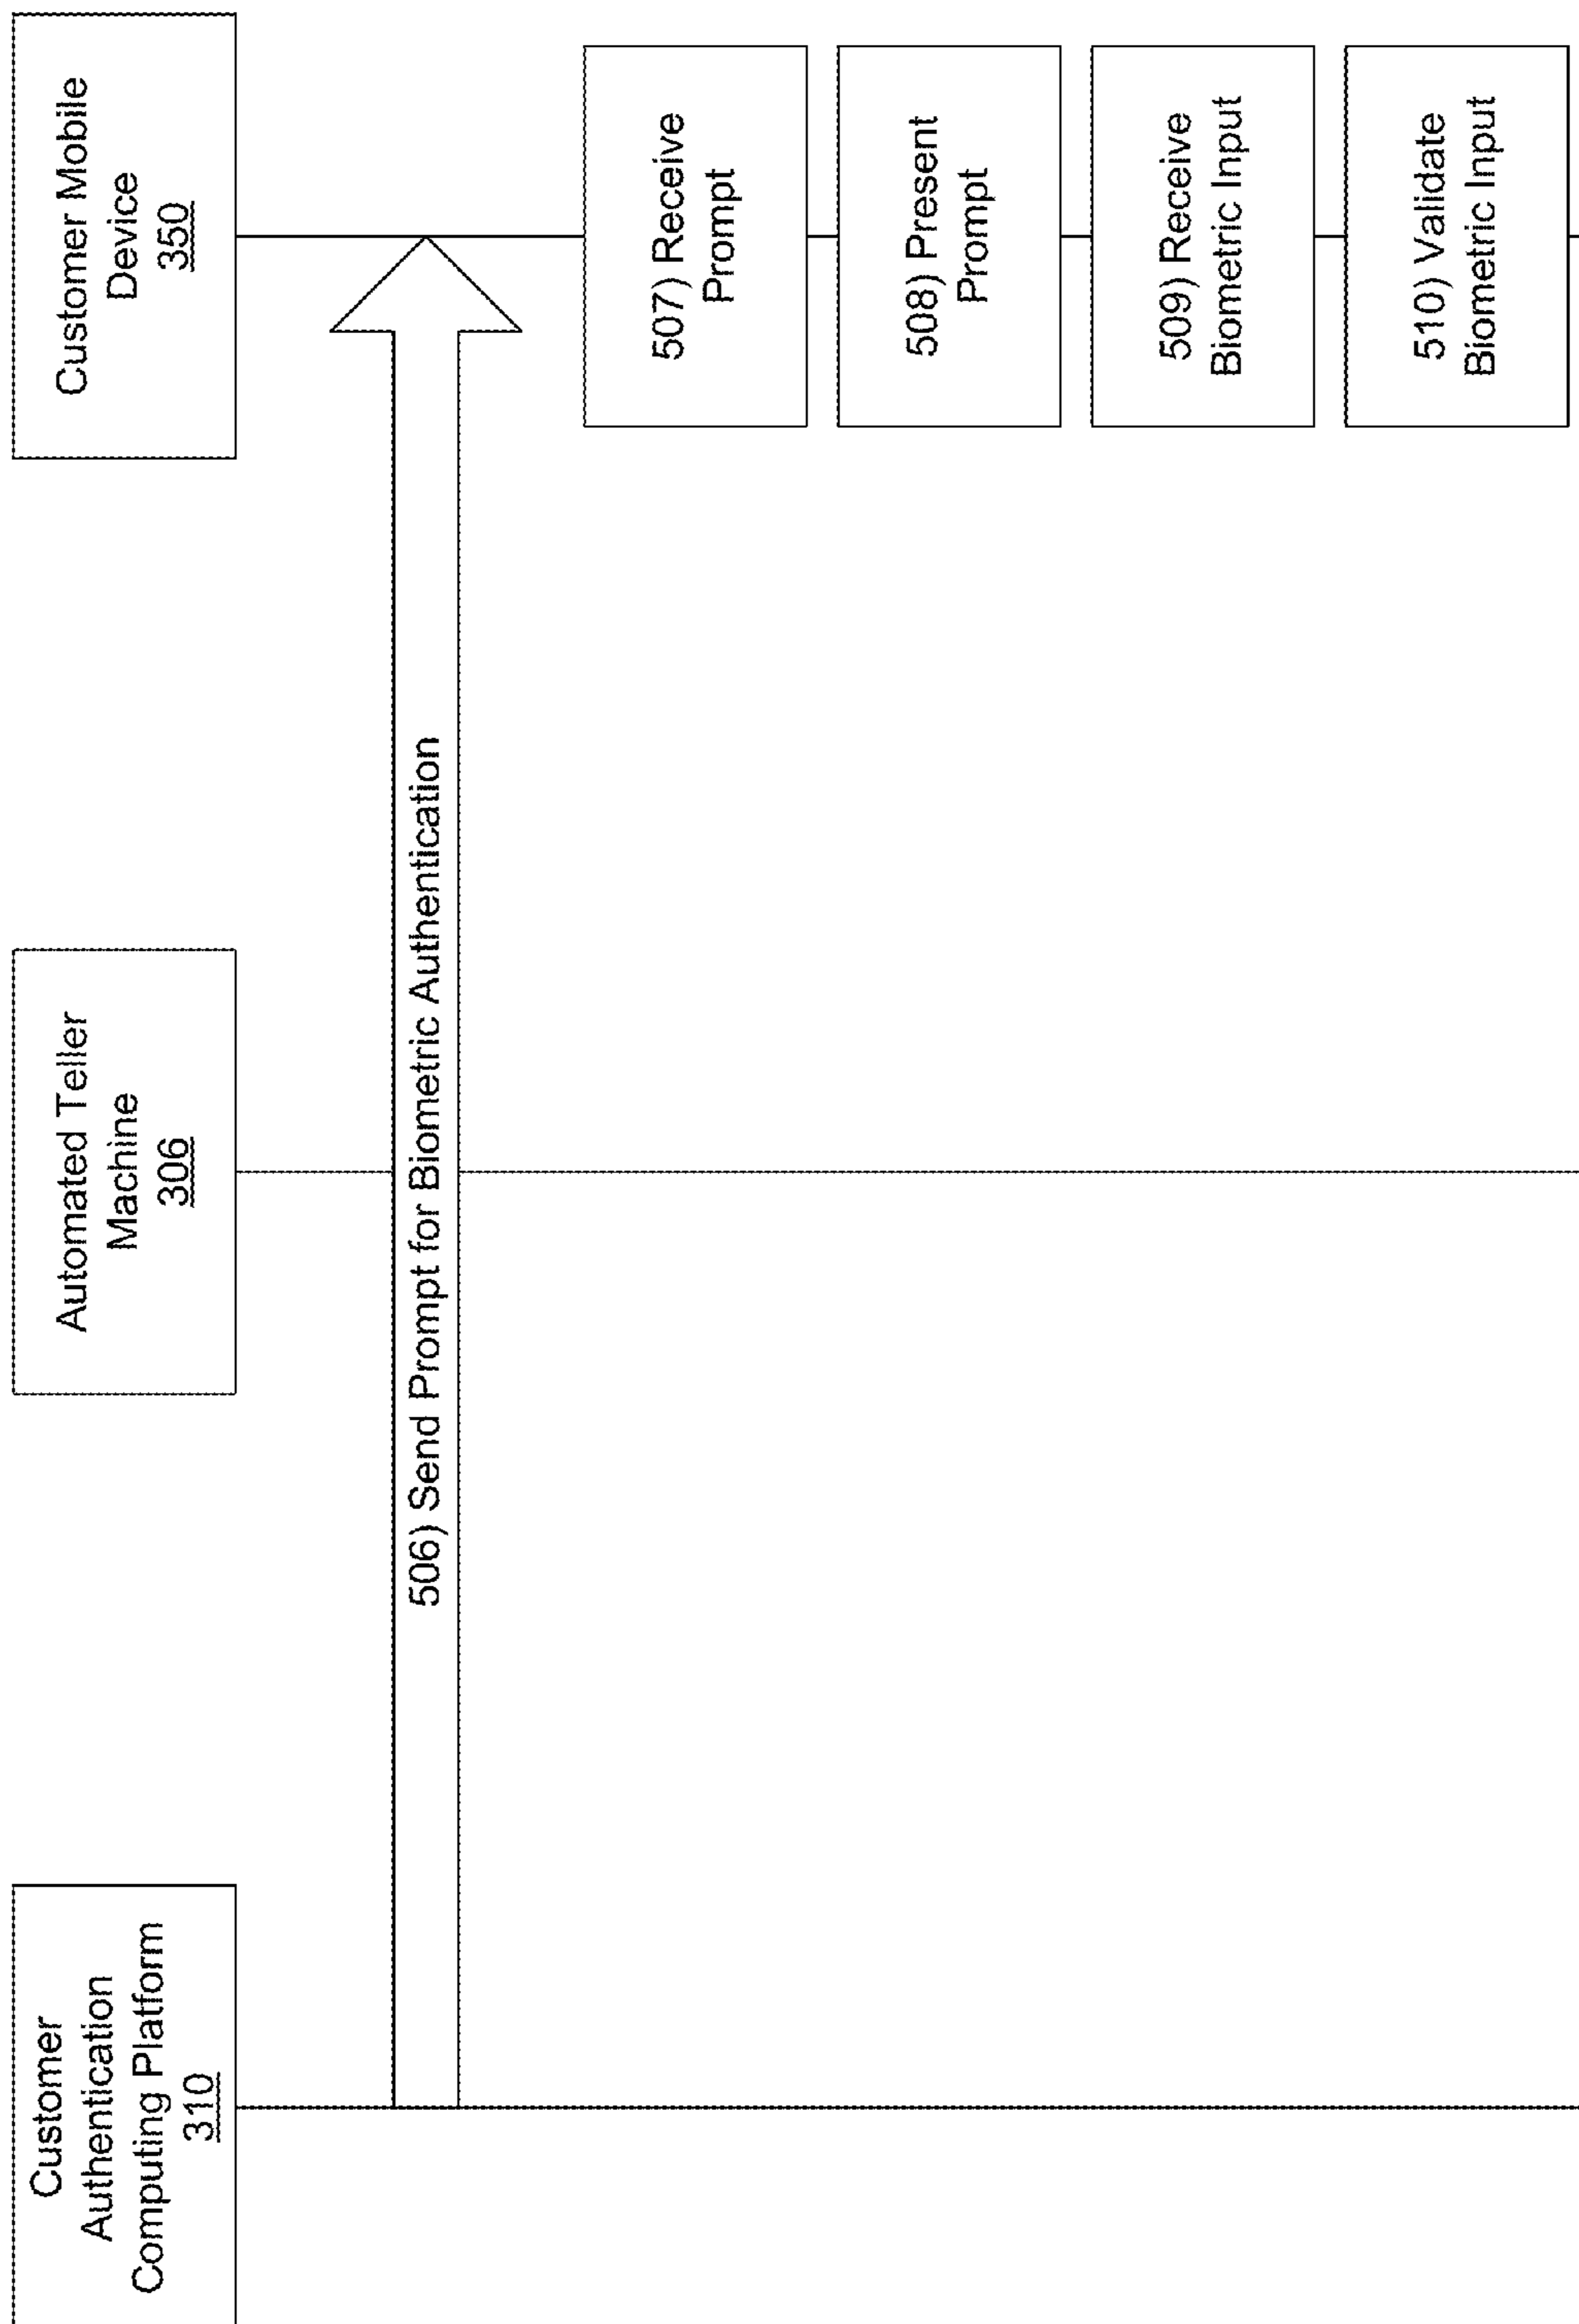 Customer
Authentication
Computing Platform
310
Automated Teller
Machine
306
Customer Mobile
Device
350
506) Send Prompt for Biometric Authentication
507) Receive
Prompt
508) Present
Prompt
509) Receive
Biometric Input
510) Validate
Biometric Input